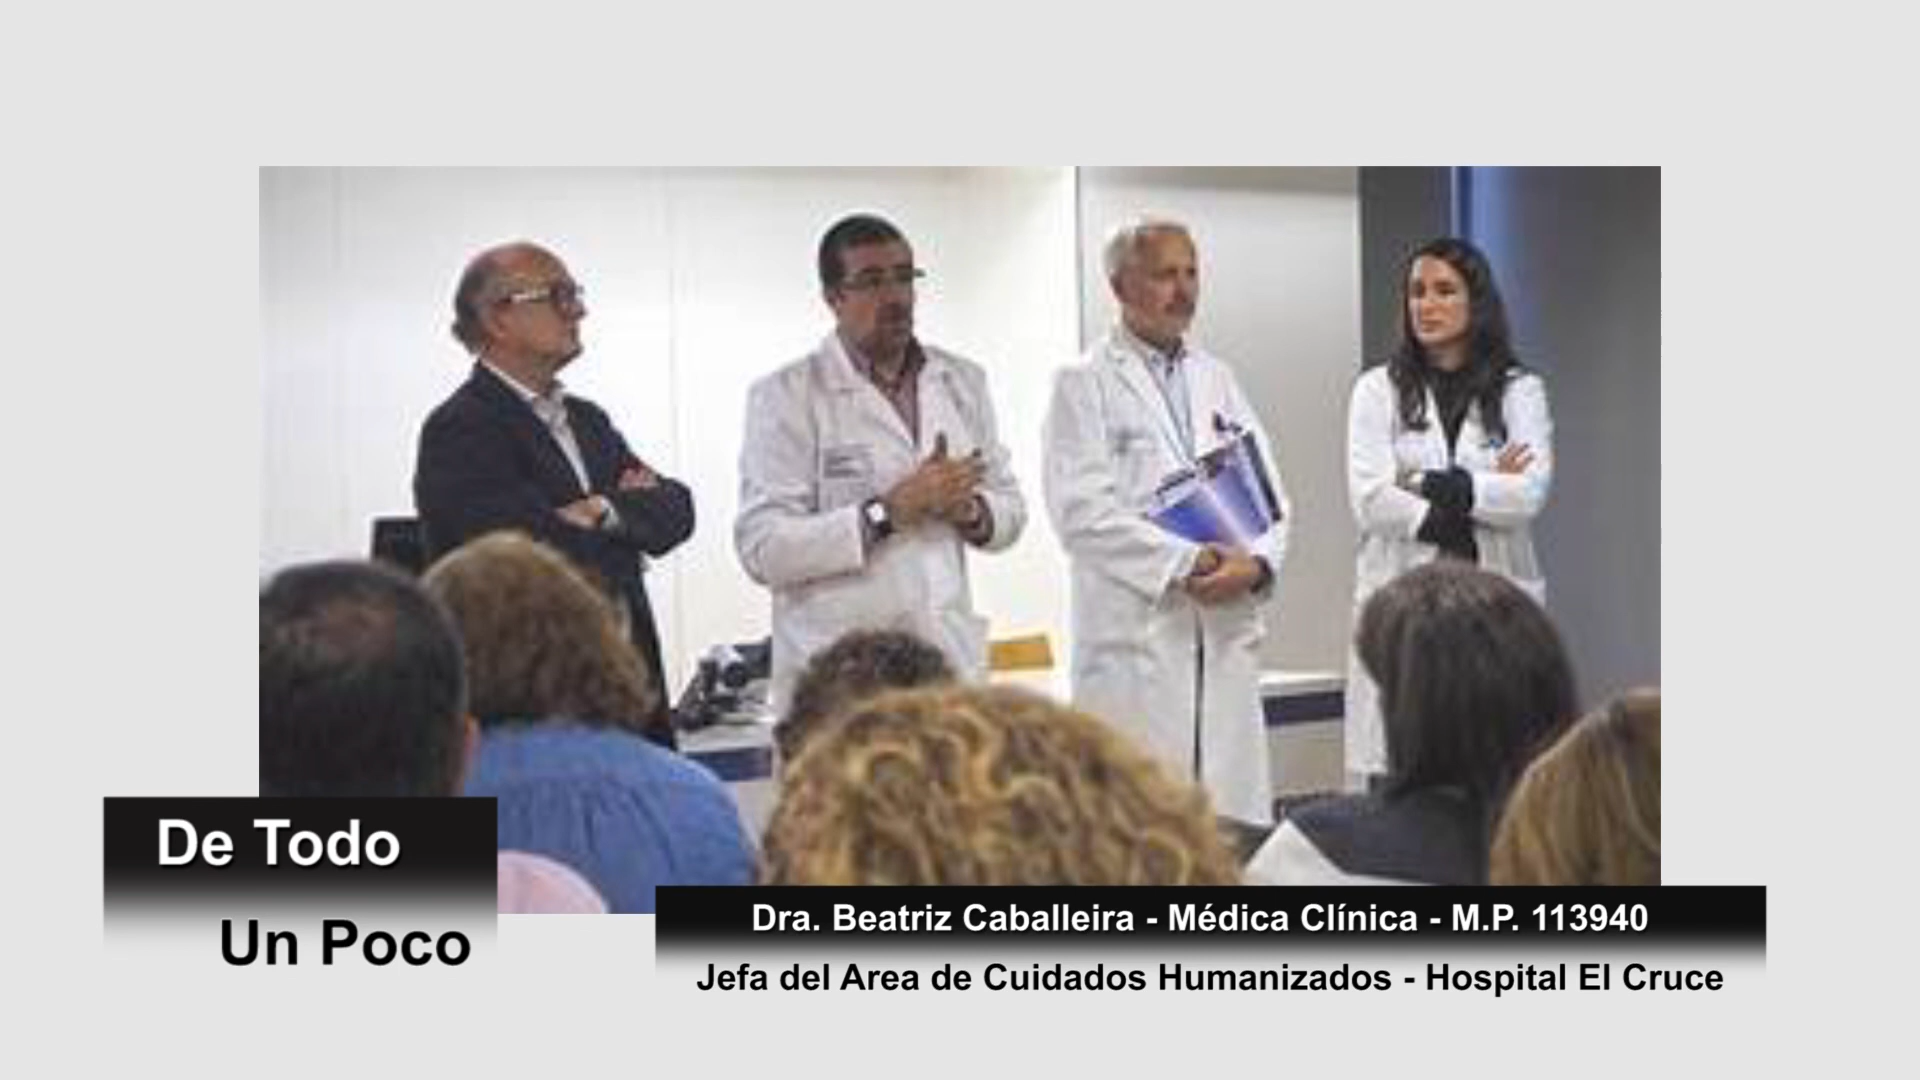 De Todo
Un Poco
Dra. Beatriz Caballeira - Médica Clínica - M.P. 113940
Jefa del Area de Cuidados Humanizados - Hospital El Cruce